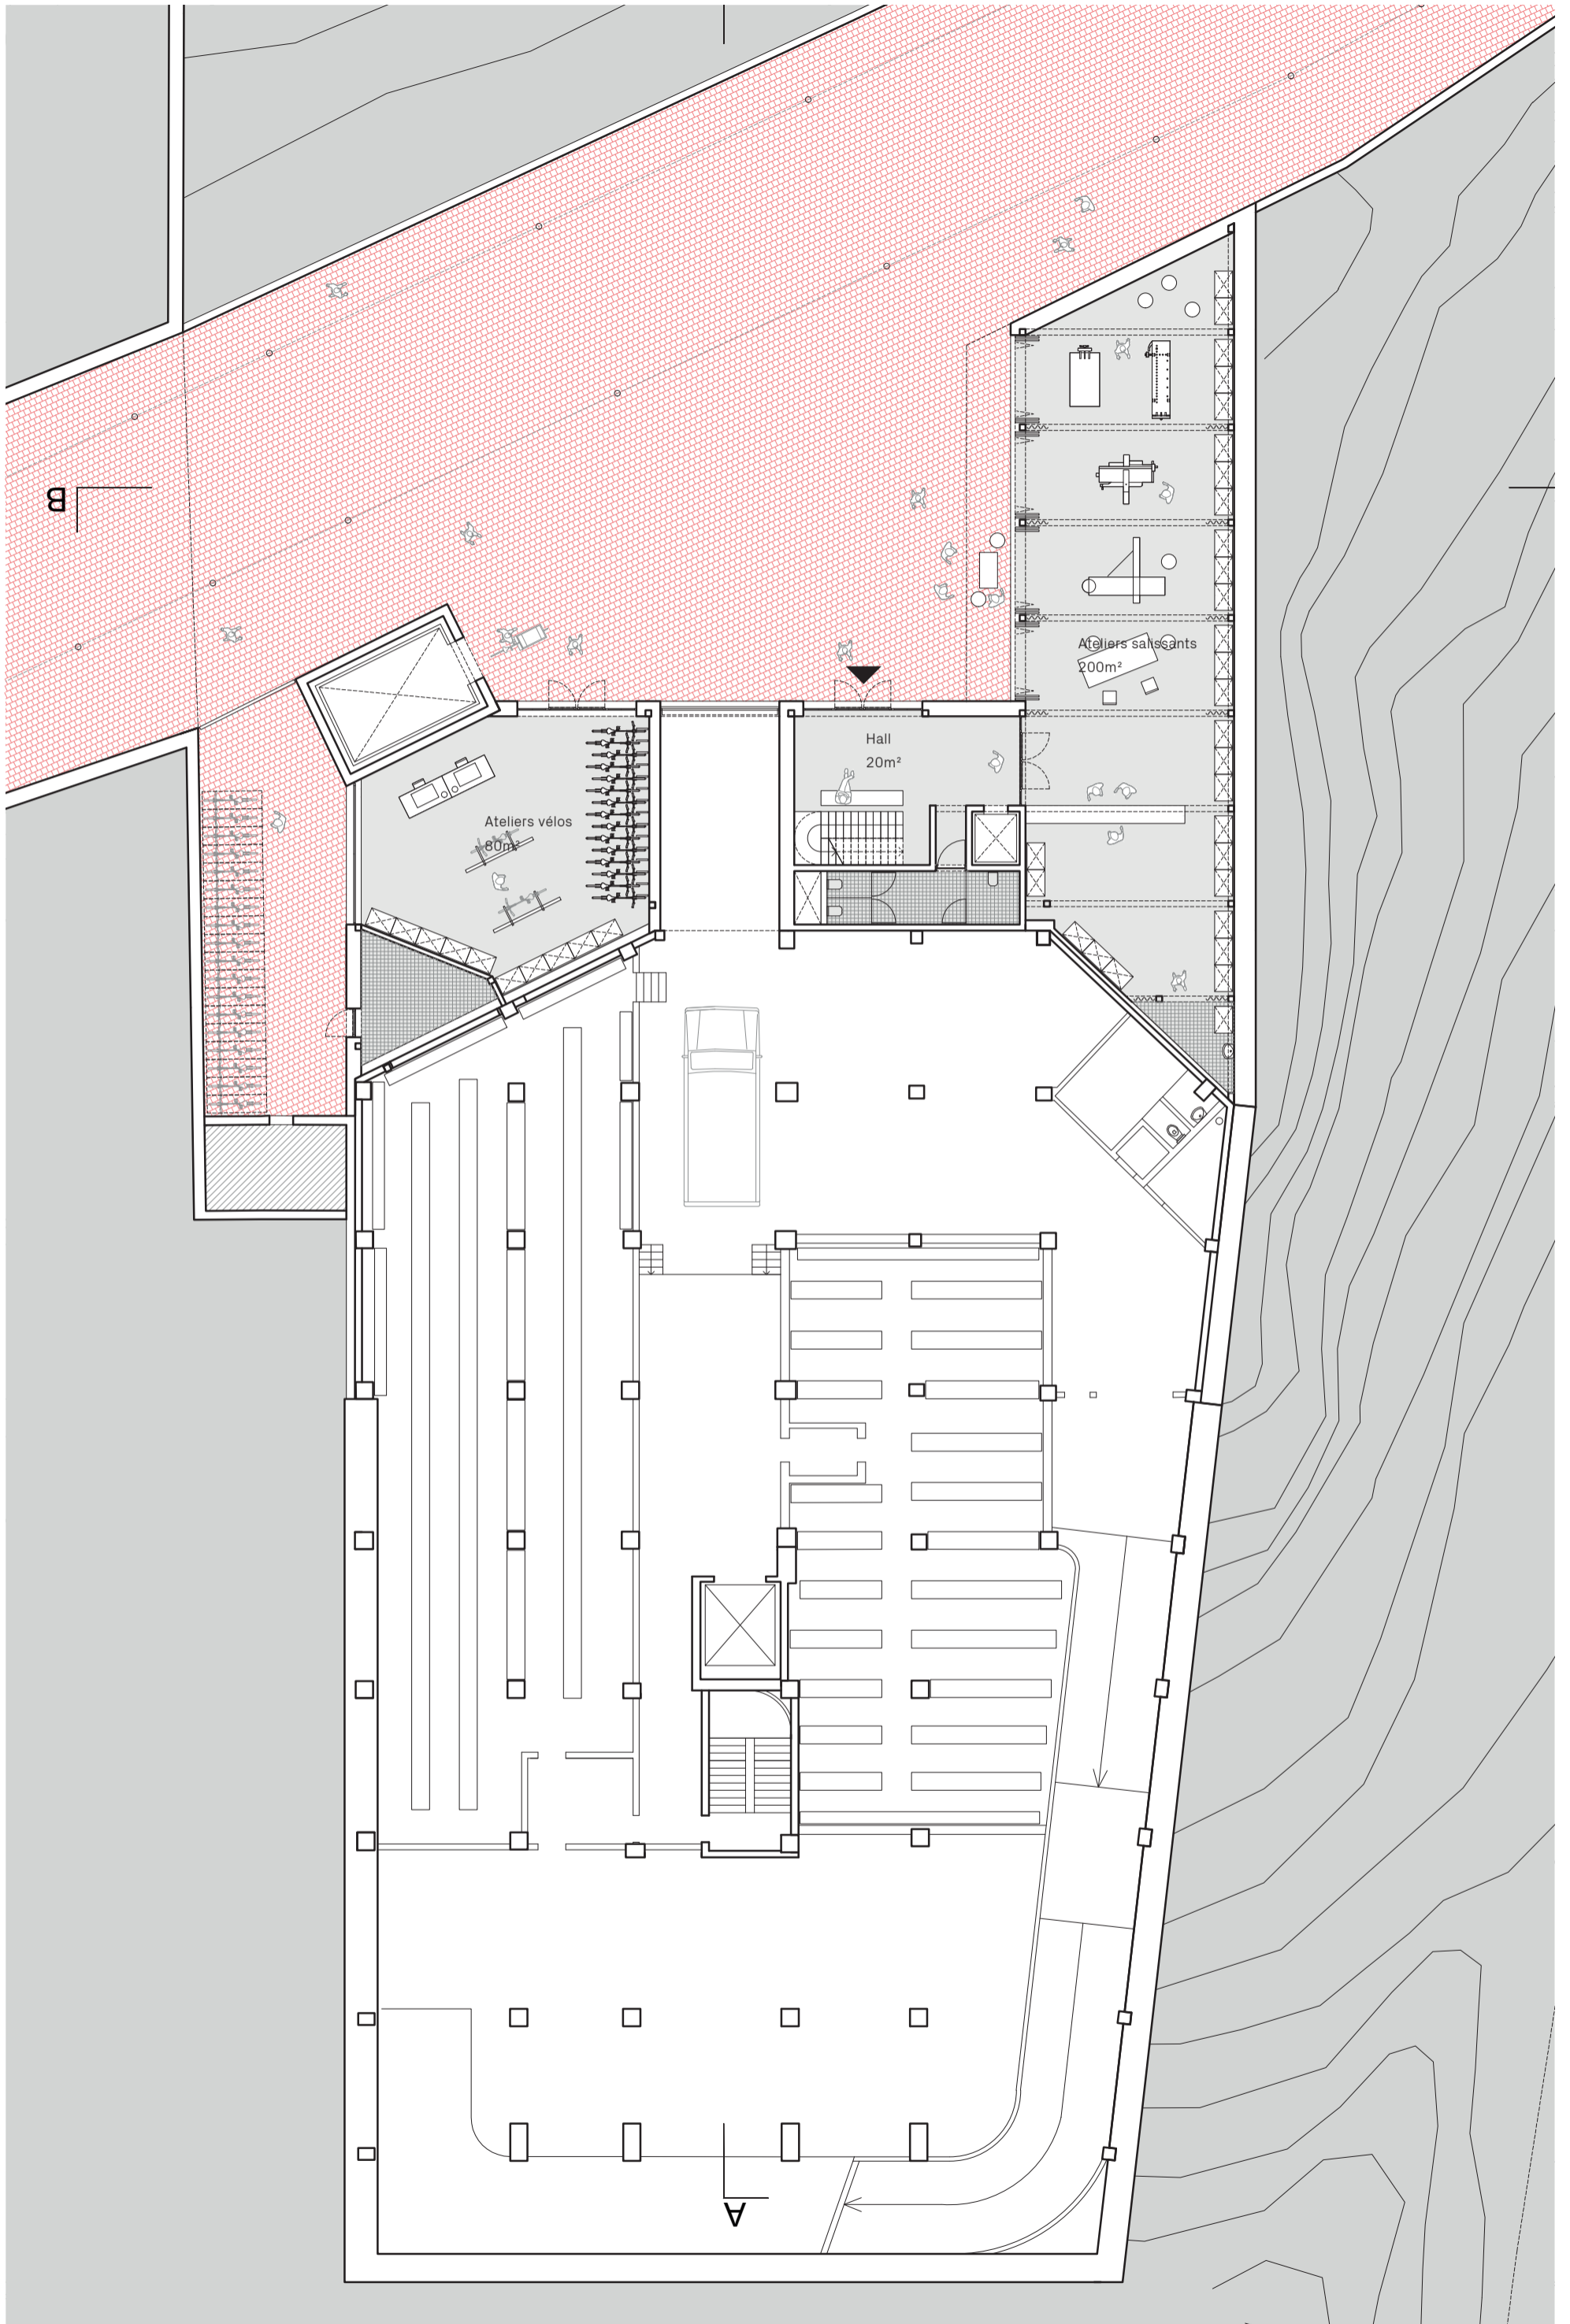 B
Ateliers salissants
200m²
Hall
20m²
Ateliers vélos
80m²
A